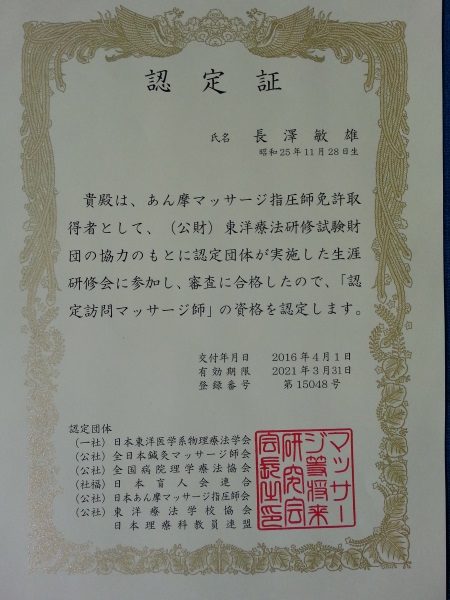 認定証
氏名 長澤敏雄
昭和25年11月28日生
貴殿は、あん摩マッサージ指圧師免許取
得者として、（公財）東洋療法研修試験財
団の協力のもとに認定団体が実施した生涯
研修会に参加し、審査に合格したので、「認
定訪問マッサージ師」の資格を認定します。
交付年月日 2016年4月1日
有効期限 2021年3月31日
登録番号 第15048号
認定団体
（一社）日本東洋医学系物理療法学会
（公社）全日本鍼灸マッサージ師会
（公社）全国病院理学療法協会
（社福）日本盲人会連合
（公社）日本あん摩マッサージ指圧師会
（公社）東洋療法学校協会
日本理療科教員連盟
マッサー
ジ等将来
研究会
会長之印